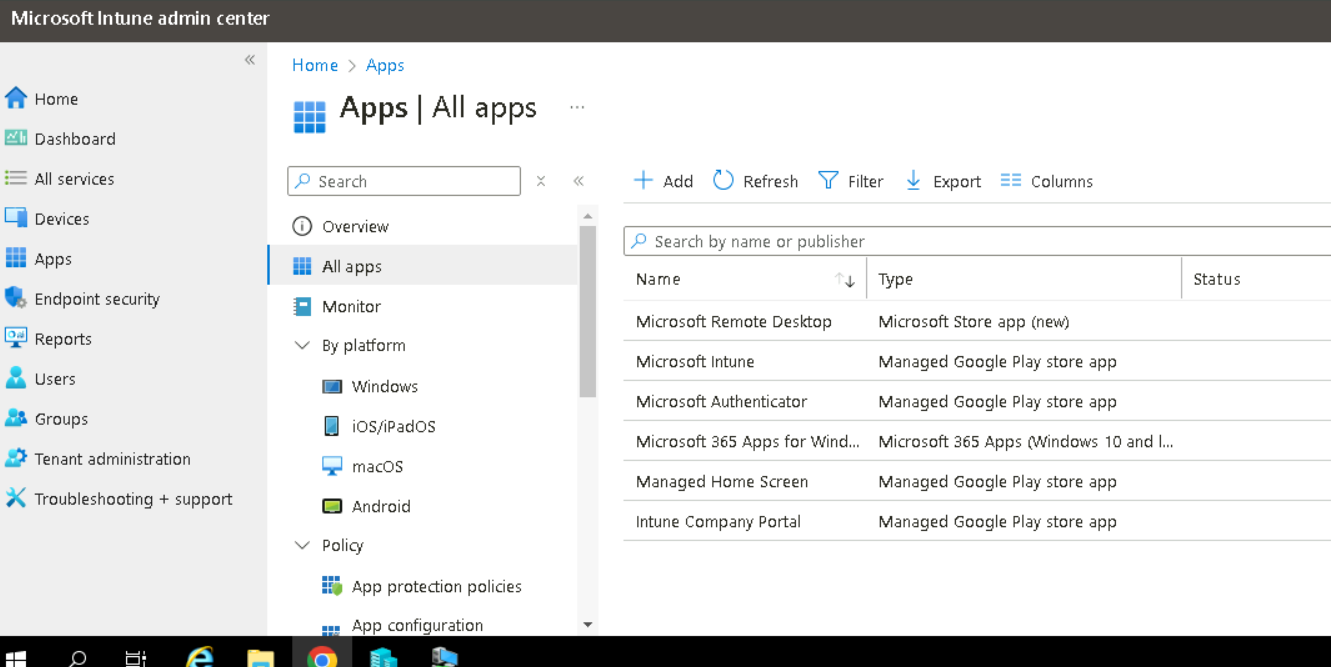 Microsoft Intune admin center
«
Home
Dashboard
All services
Devices
Apps
Endpoint security
Reports
Users
Groups
Tenant administration
Troubleshooting + support
Home > Apps
Apps | All apps ...
Search
«
Overview
All apps
Monitor
By platform
Windows
iOS/iPadOS
macOS
Android
Policy
App protection policies
App configuration
Add Refresh Filter Export Columns
Search by name or publisher
Name Type Status
Microsoft Remote Desktop Microsoft Store app (new)
Microsoft Intune Managed Google Play store app
Microsoft Authenticator Managed Google Play store app
Microsoft 365 Apps for Wind... Microsoft 365 Apps (Windows 10 and l...
Managed Home Screen Managed Google Play store app
Intune Company Portal Managed Google Play store app